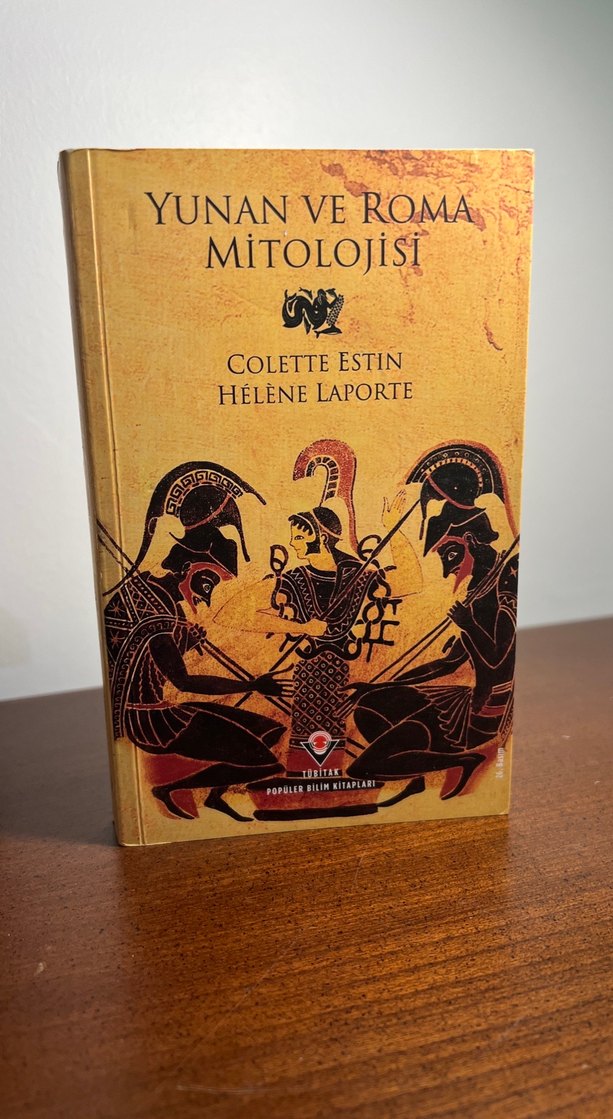 YUNAN VE ROMA
MİTOLOJİSİ
COLETTE ESTIN
HÉLÈNE LAPORTE
TÜBİTAK
POPÜLER BİLİM KİTAPLARI